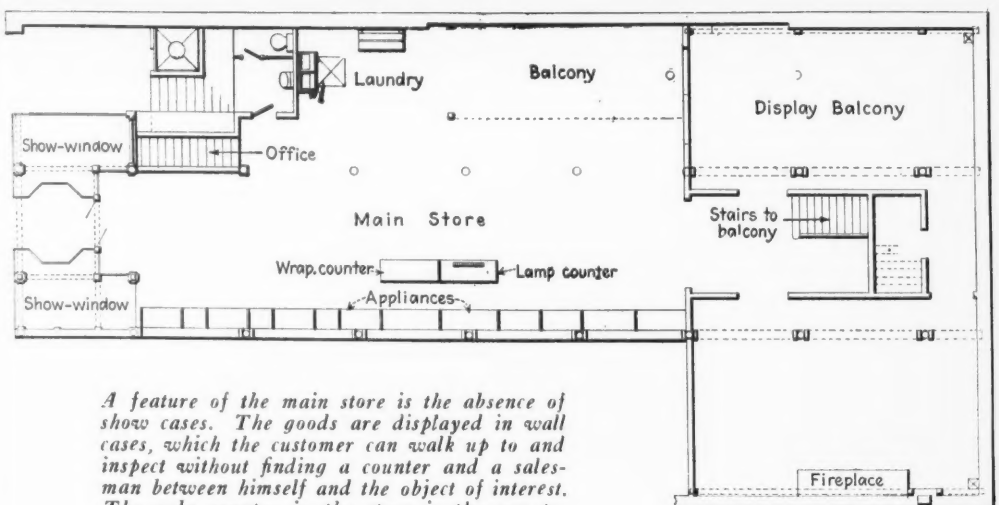 Laundry
Balcony
Display Balcony
Show-window
Office
Main Store
Stairs to
balcony
Wrap. counter
Lamp counter
Appliances
Show-window
Fireplace
A feature of the main store is the absence of
show cases. The goods are displayed in wall
cases, which the customer can walk up to and
inspect without finding a counter and a sales-
man between himself and the object of interest.